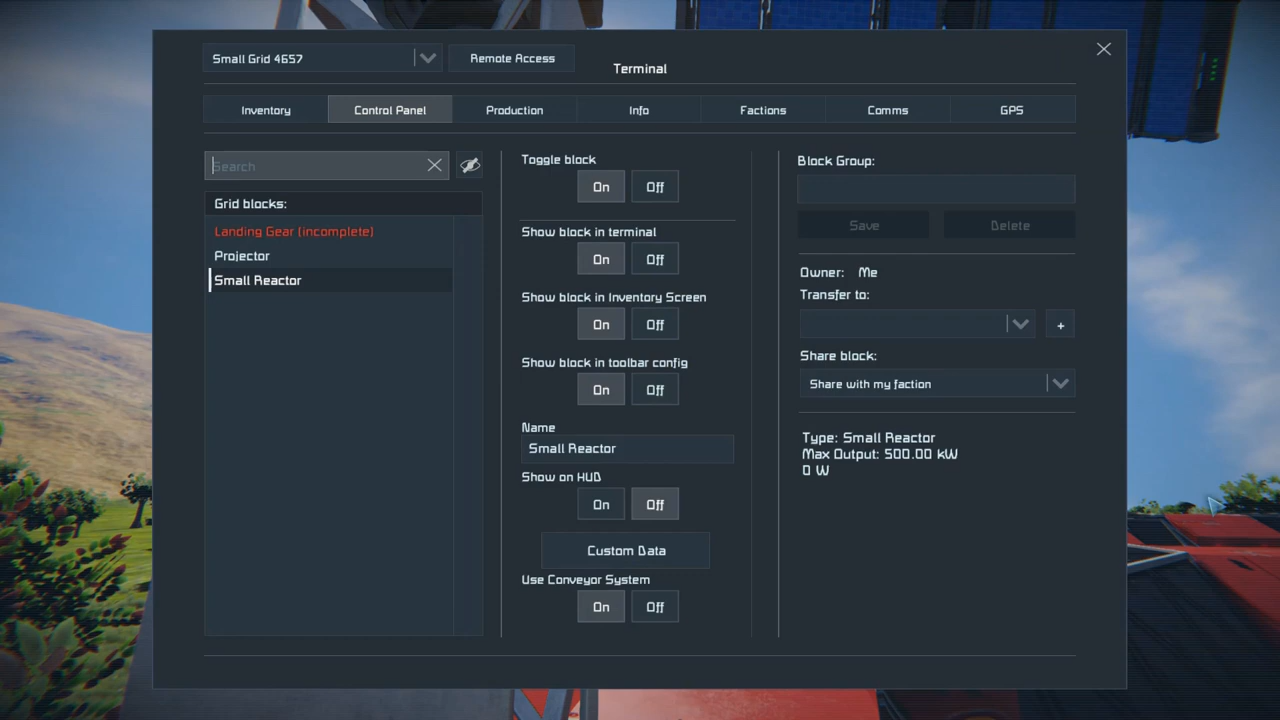 Small Grid 4657
Remote Access
Terminal
Inventory
Control Panel
Production
Info
Factions
Comms
GPS
Search
Grid blocks:
Landing Gear (incomplete)
Projector
Small Reactor
Toggle block
On Off
Show block in terminal
On Off
Show block in Inventory Screen
On Off
Show block in toolbar config
On Off
Name
Small Reactor
Show on HUD
On Off
Custom Data
Use Conveyor System
On Off
Block Group:
Save Delete
Owner: Me
Transfer to:
+
Share block:
Share with my faction
Type: Small Reactor
Max Output: 500.00 kW
0 W